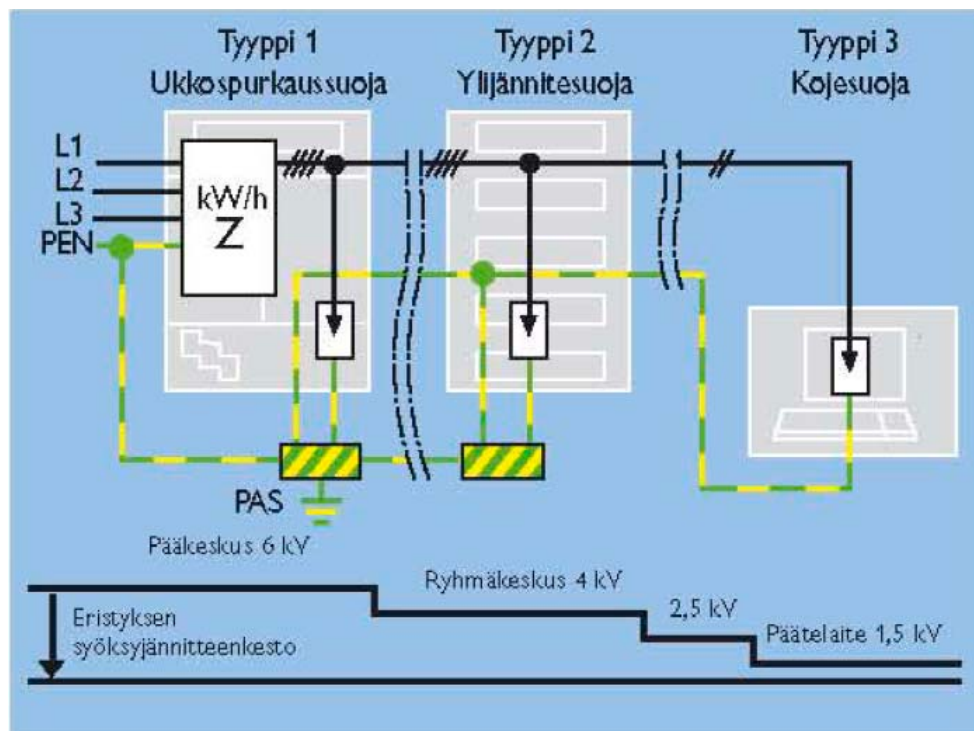 Tyyppi 1
Ukkospurkaussuoja
Tyyppi 2
Ylijännitesuoja
Tyyppi 3
Kojesuoja
L1
L2
L3
PEN
kW/h
Z
PAS
Pääkeskus 6 kV
Ryhmäkeskus 4 kV
2,5 kV
Päätelaite 1,5 kV
Eristyksen
syöksyjännitteenkesto